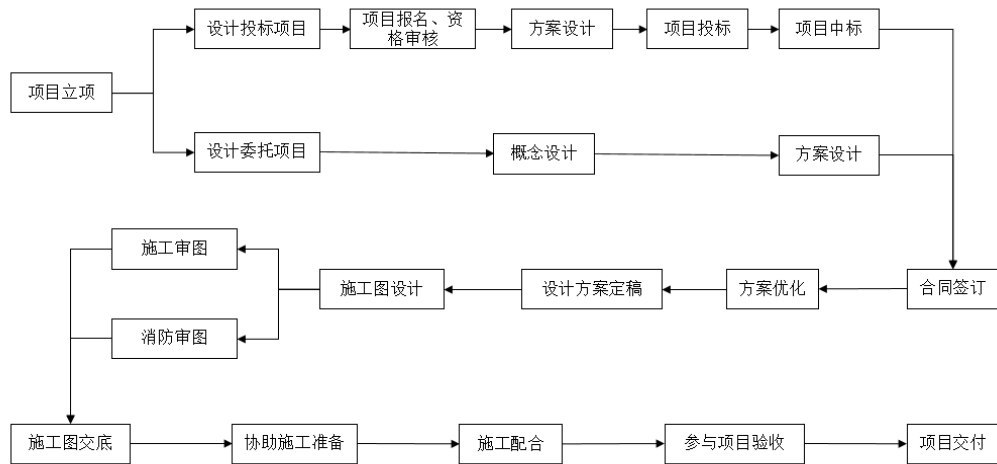 设计投标项目
项目报名、资
格审核
方案设计
项目投标
项目中标
项目立项
设计委托项目
概念设计
方案设计
施工审图
施工图设计
设计方案定稿
方案优化
合同签订
消防审图
施工图交底
协助施工准备
施工配合
参与项目验收
项目交付